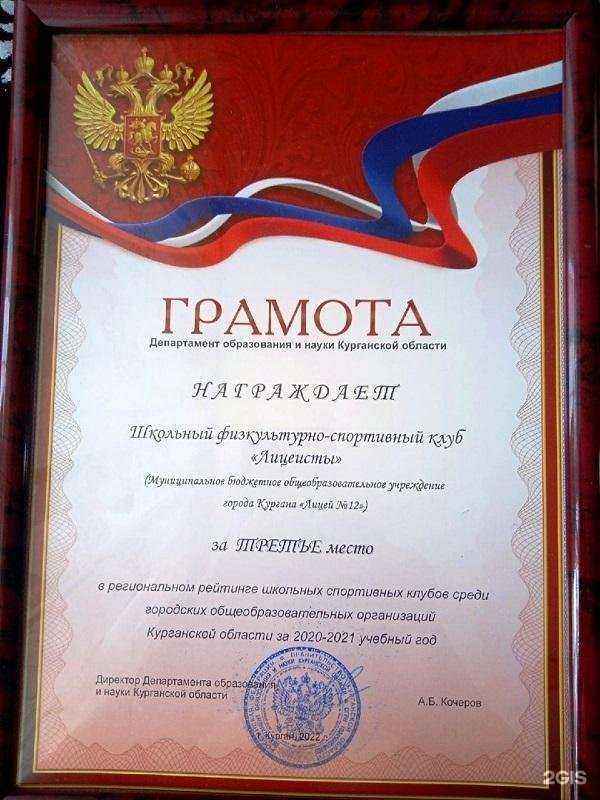 ГРАМОТА
Департамент образования и науки Курганской области
НАГРАЖДАЕТ
Школьный физкультурно-спортивный клуб
«Лицеисты»
(Муниципальное бюджетное общеобразовательное учреждение
города Кургана «Лицей №12»)
за ТРЕТЬЕ место
в региональном рейтинге школьных спортивных клубов среди
городских общеобразовательных организаций
Курганской области за 2020-2021 учебный год
Директор Департамента образования
и науки Курганской области
А.Б. Кочеров
г. Курган, 2022 г.
2GIS